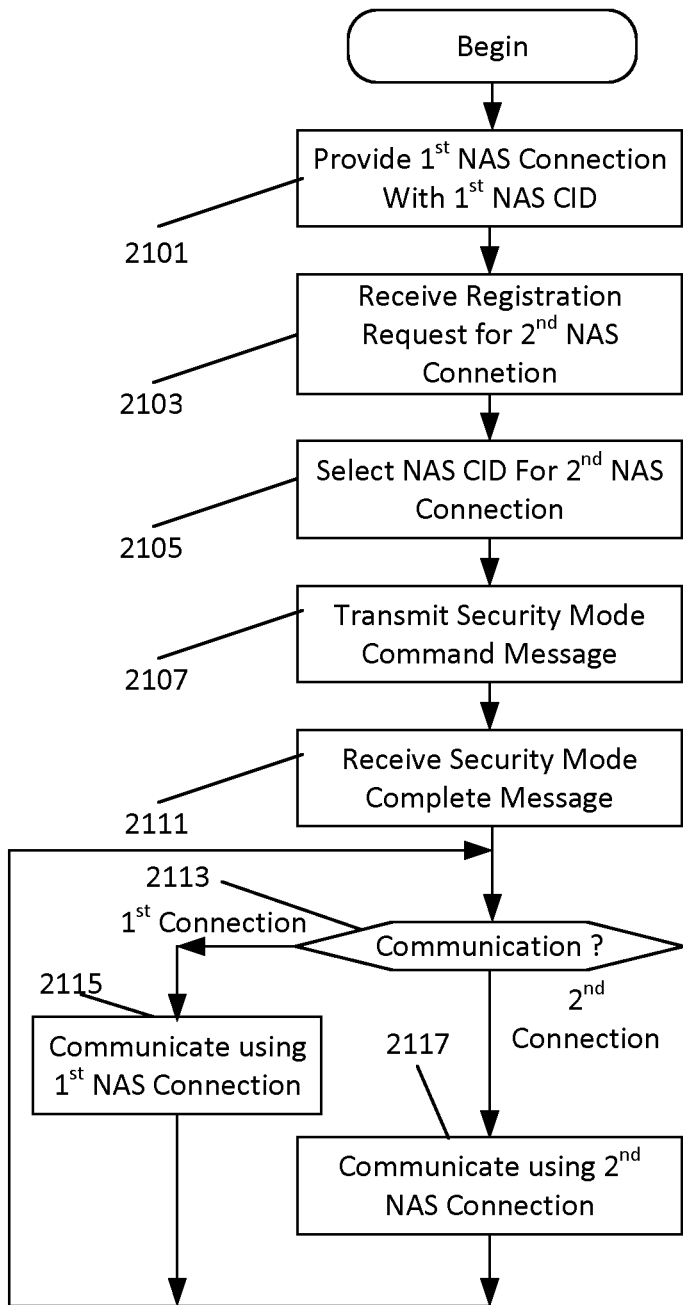 Begin
Provide 1st NAS Connection
With 1st NAS CID
2101
Receive Registration
Request for 2nd NAS
Connetion
2103
Select NAS CID For 2nd NAS
Connection
2105
Transmit Security Mode
Command Message
2107
Receive Security Mode
Complete Message
2111
2113
1st Connection
Communication ?
2115
2nd
Connection
Communicate using
1st NAS Connection
2117
Communicate using 2nd
NAS Connection